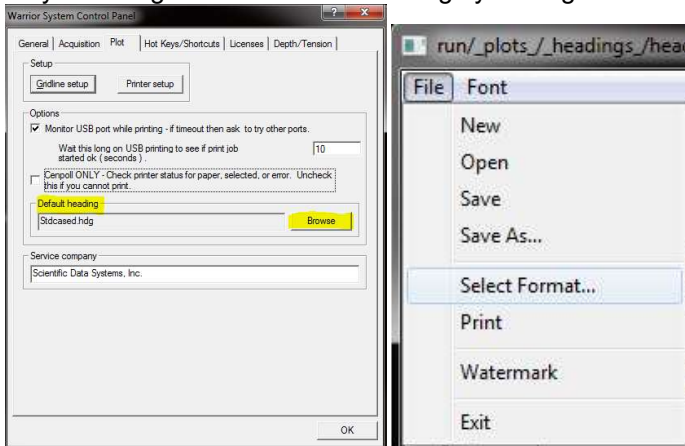 Warrior System Control Panel
General Acquisition Plot Hot Keys/Shortcuts Licenses Depth/Tension
Setup
Gridline setup Printer setup
Options
Monitor USB port while printing - if timeout then ask to try other ports.
Wait this long on USB printing to see if print job
started ok ( seconds ) .
10
Cenpoll ONLY - Check printer status for paper, selected, or error. Uncheck
this if you cannot print.
Default heading
Stdcased.hdg Browse
Service company
Scientific Data Systems, Inc.
OK
run/_plots_/_headings_/hea
File Font
New
Open
Save
Save As...
Select Format...
Print
Watermark
Exit